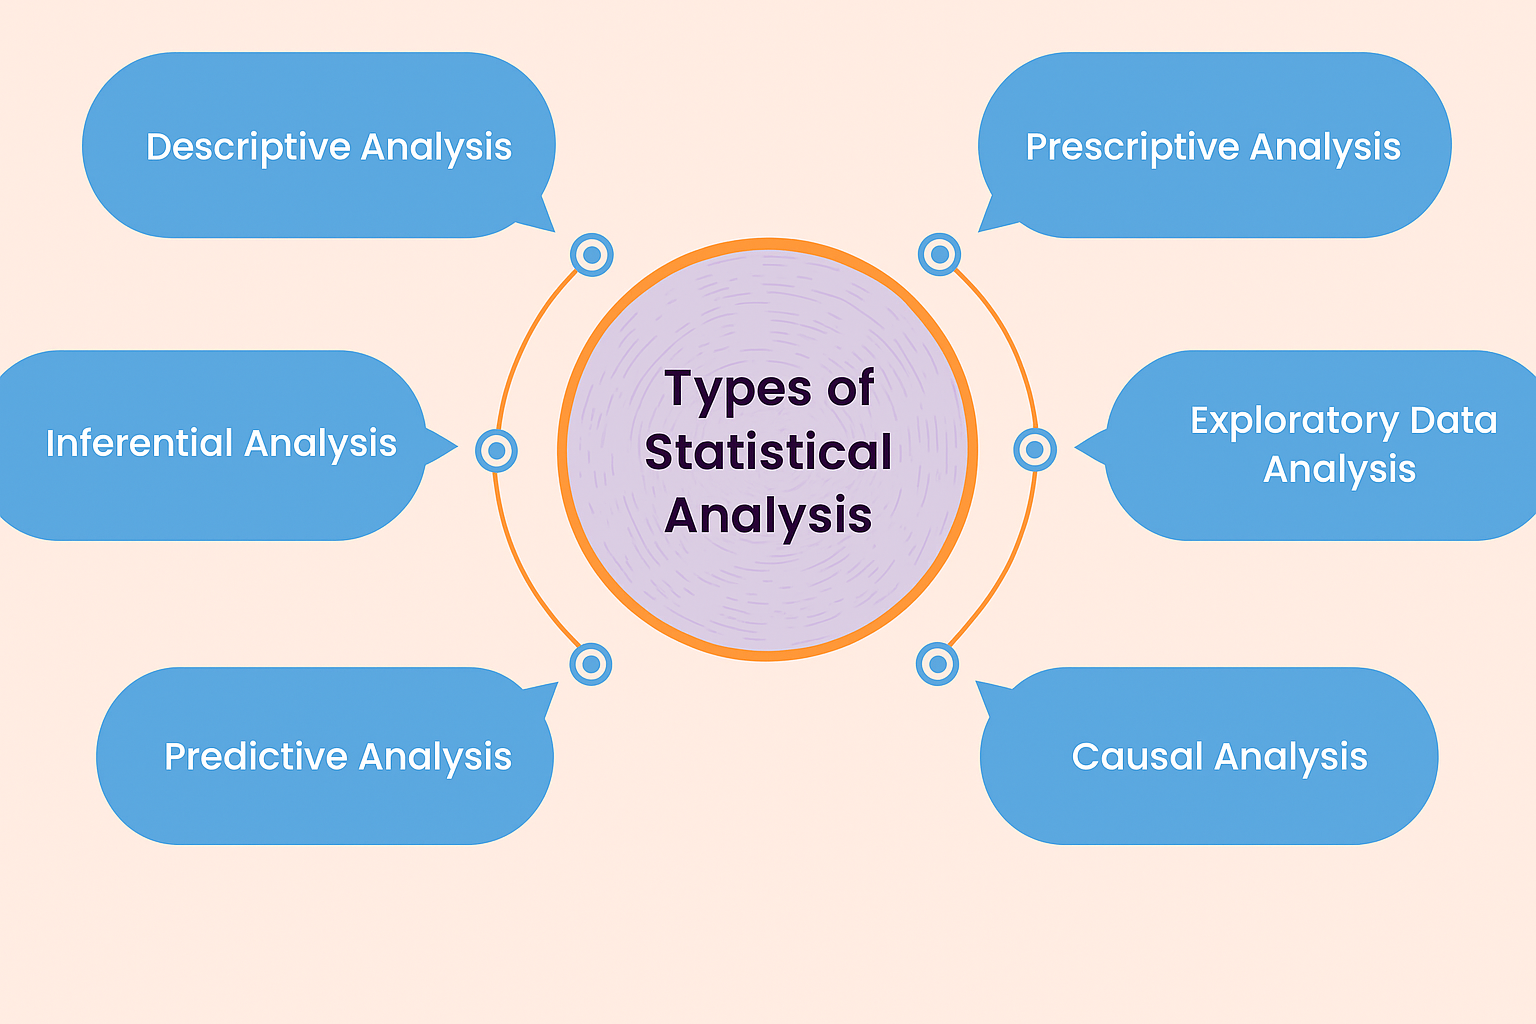 Descriptive Analysis
Prescriptive Analysis
Types of
Statistical
Analysis
Inferential Analysis
Exploratory Data
Analysis
Predictive Analysis
Causal Analysis